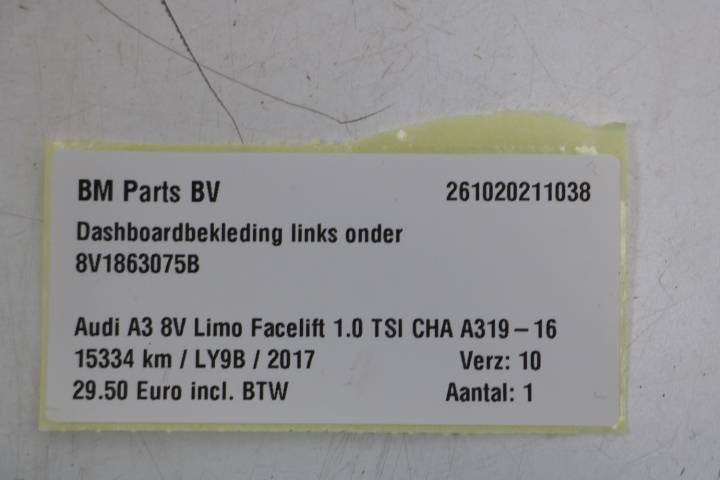 BM Parts BV 261020211038
Dashboardbekleding links onder
8V1863075B
Audi A3 8V Limo Facelift 1.0 TSI CHA A319-16
15334 km / LY9B / 2017 Verz: 10
29.50 Euro incl. BTW Aantal: 1